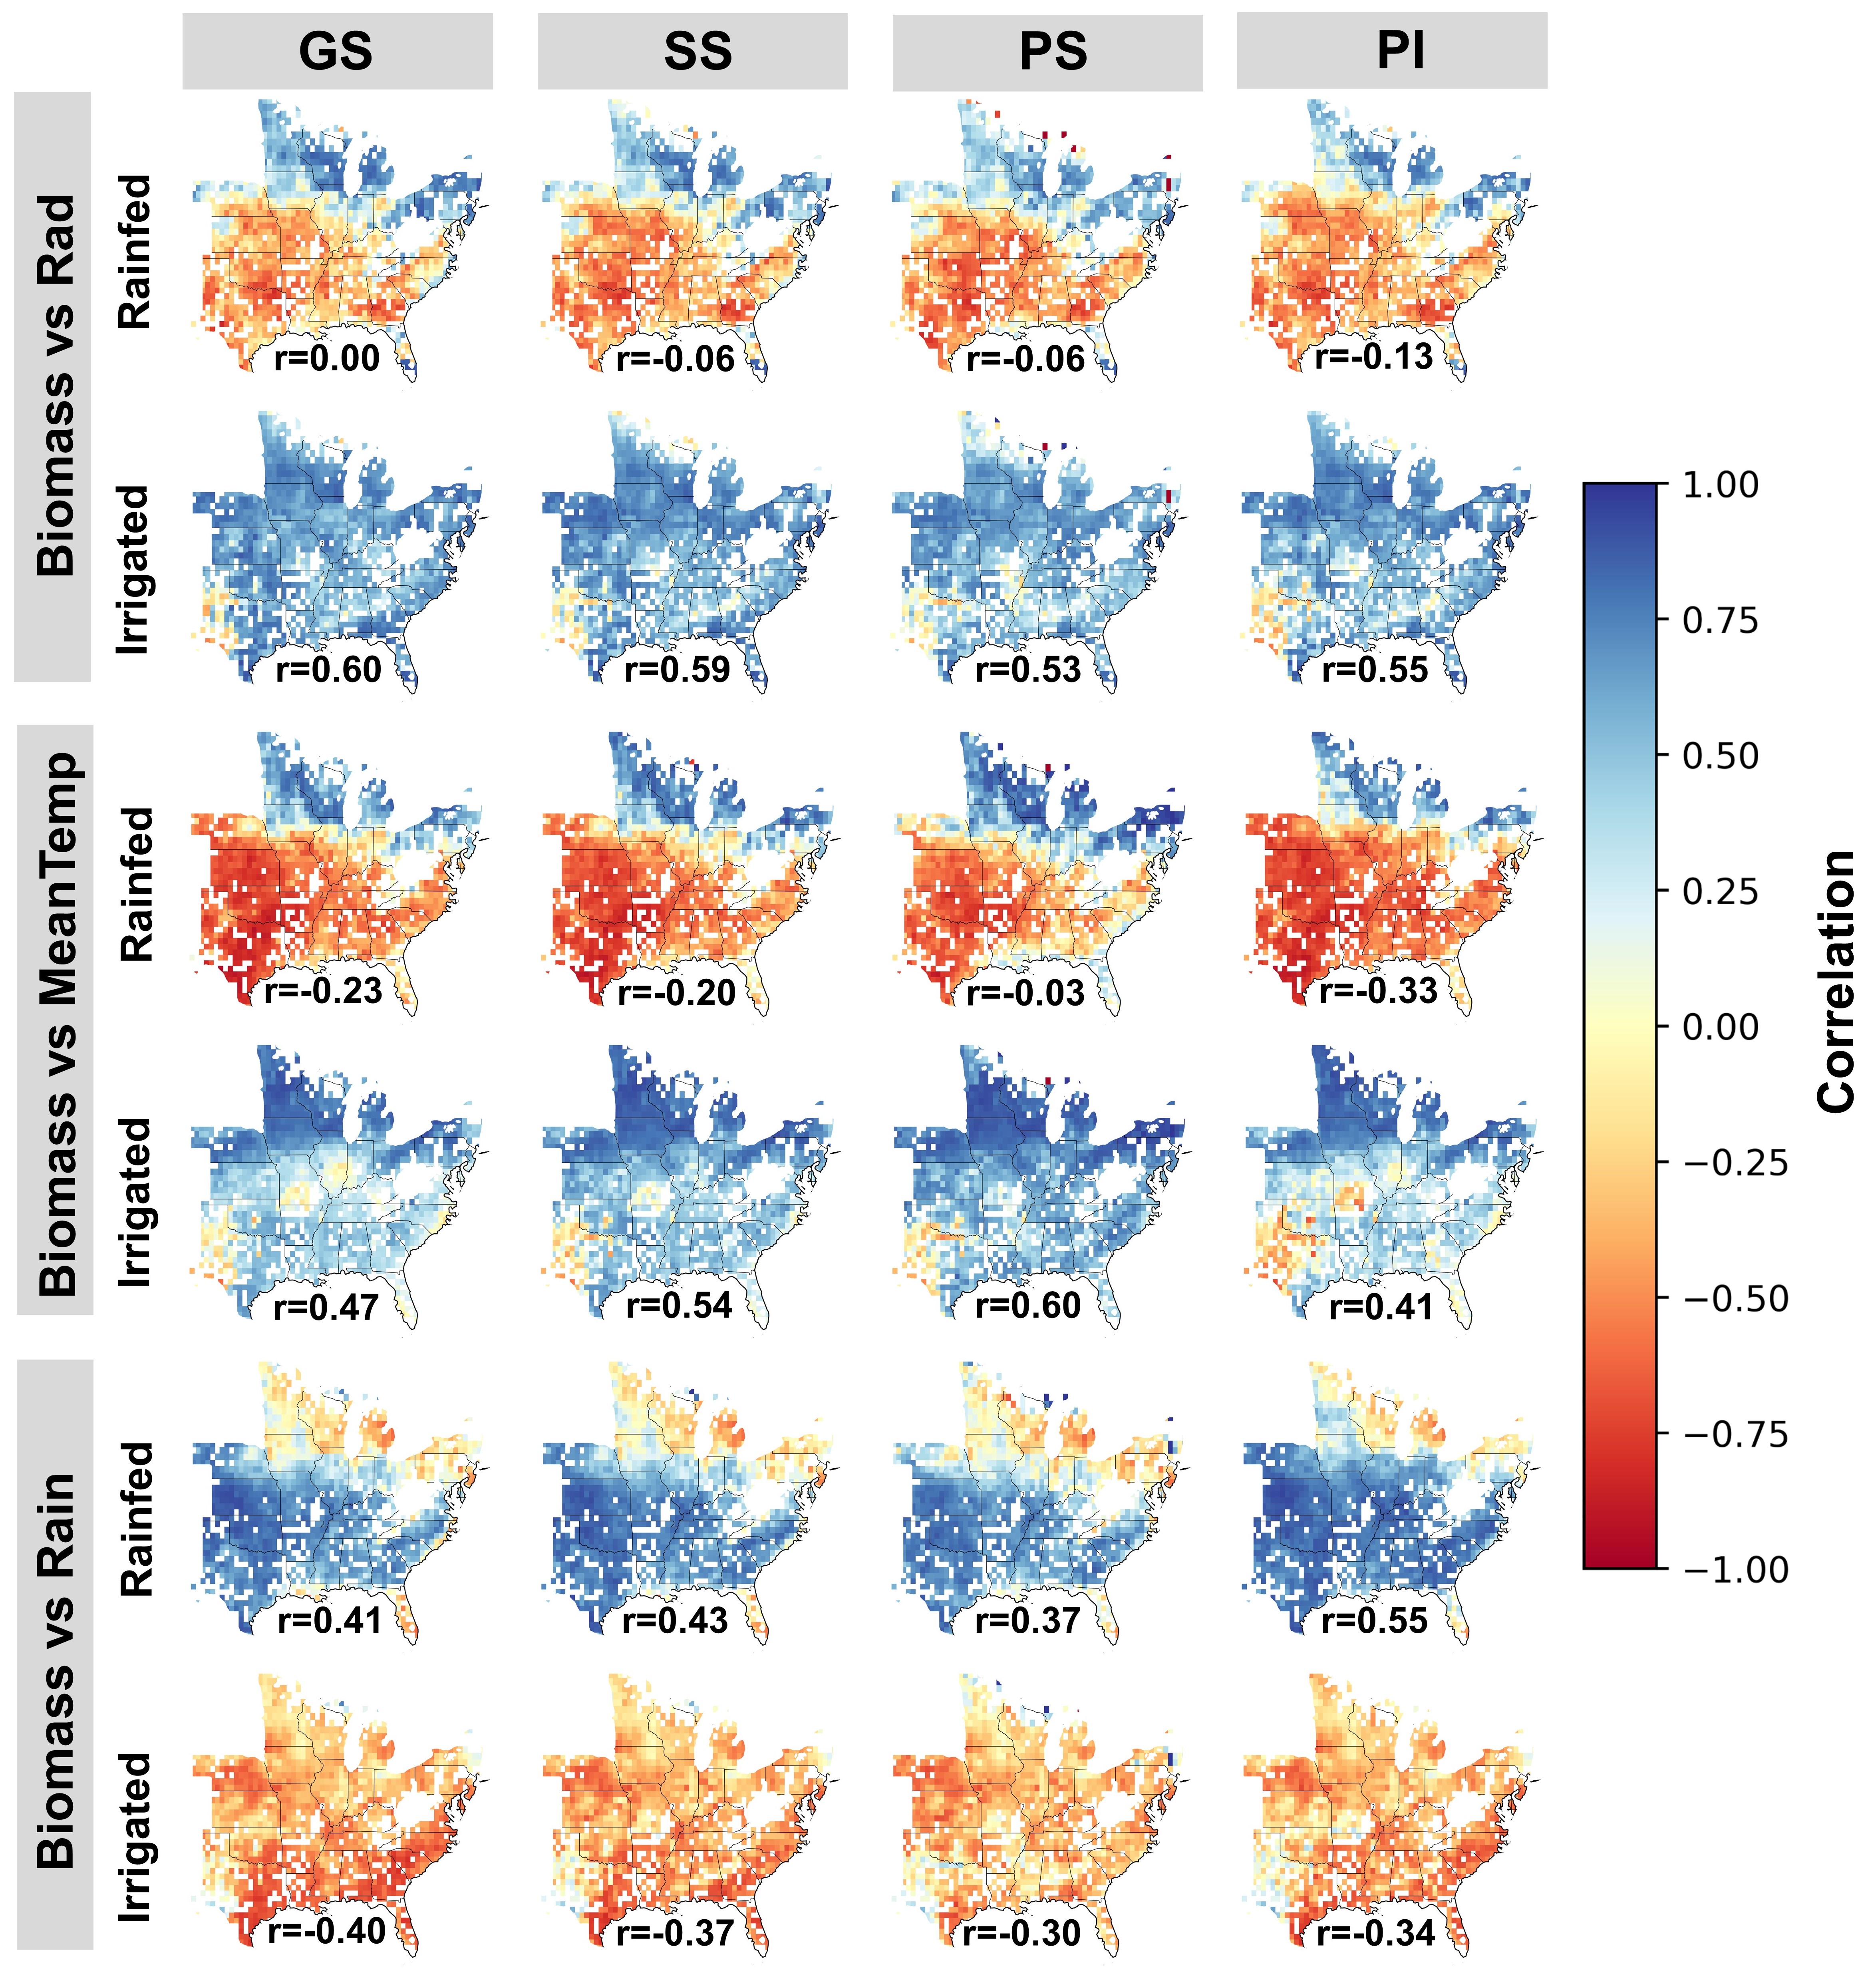 GS SS PS PI
Biomass vs Rad
Rainfed
r=0.00 r=-0.06 r=-0.06 r=-0.13
Irrigated
r=0.60 r=0.59 r=0.53 r=0.55
Biomass vs MeanTemp
Rainfed
r=-0.23 r=-0.20 r=-0.03 r=-0.33
Irrigated
r=0.47 r=0.54 r=0.60 r=0.41
Biomass vs Rain
Rainfed
r=0.41 r=0.43 r=0.37 r=0.55
Irrigated
r=-0.40 r=-0.37 r=-0.30 r=-0.34
1.00
0.75
0.50
0.25
0.00
−0.25
−0.50
−0.75
−1.00
Correlation